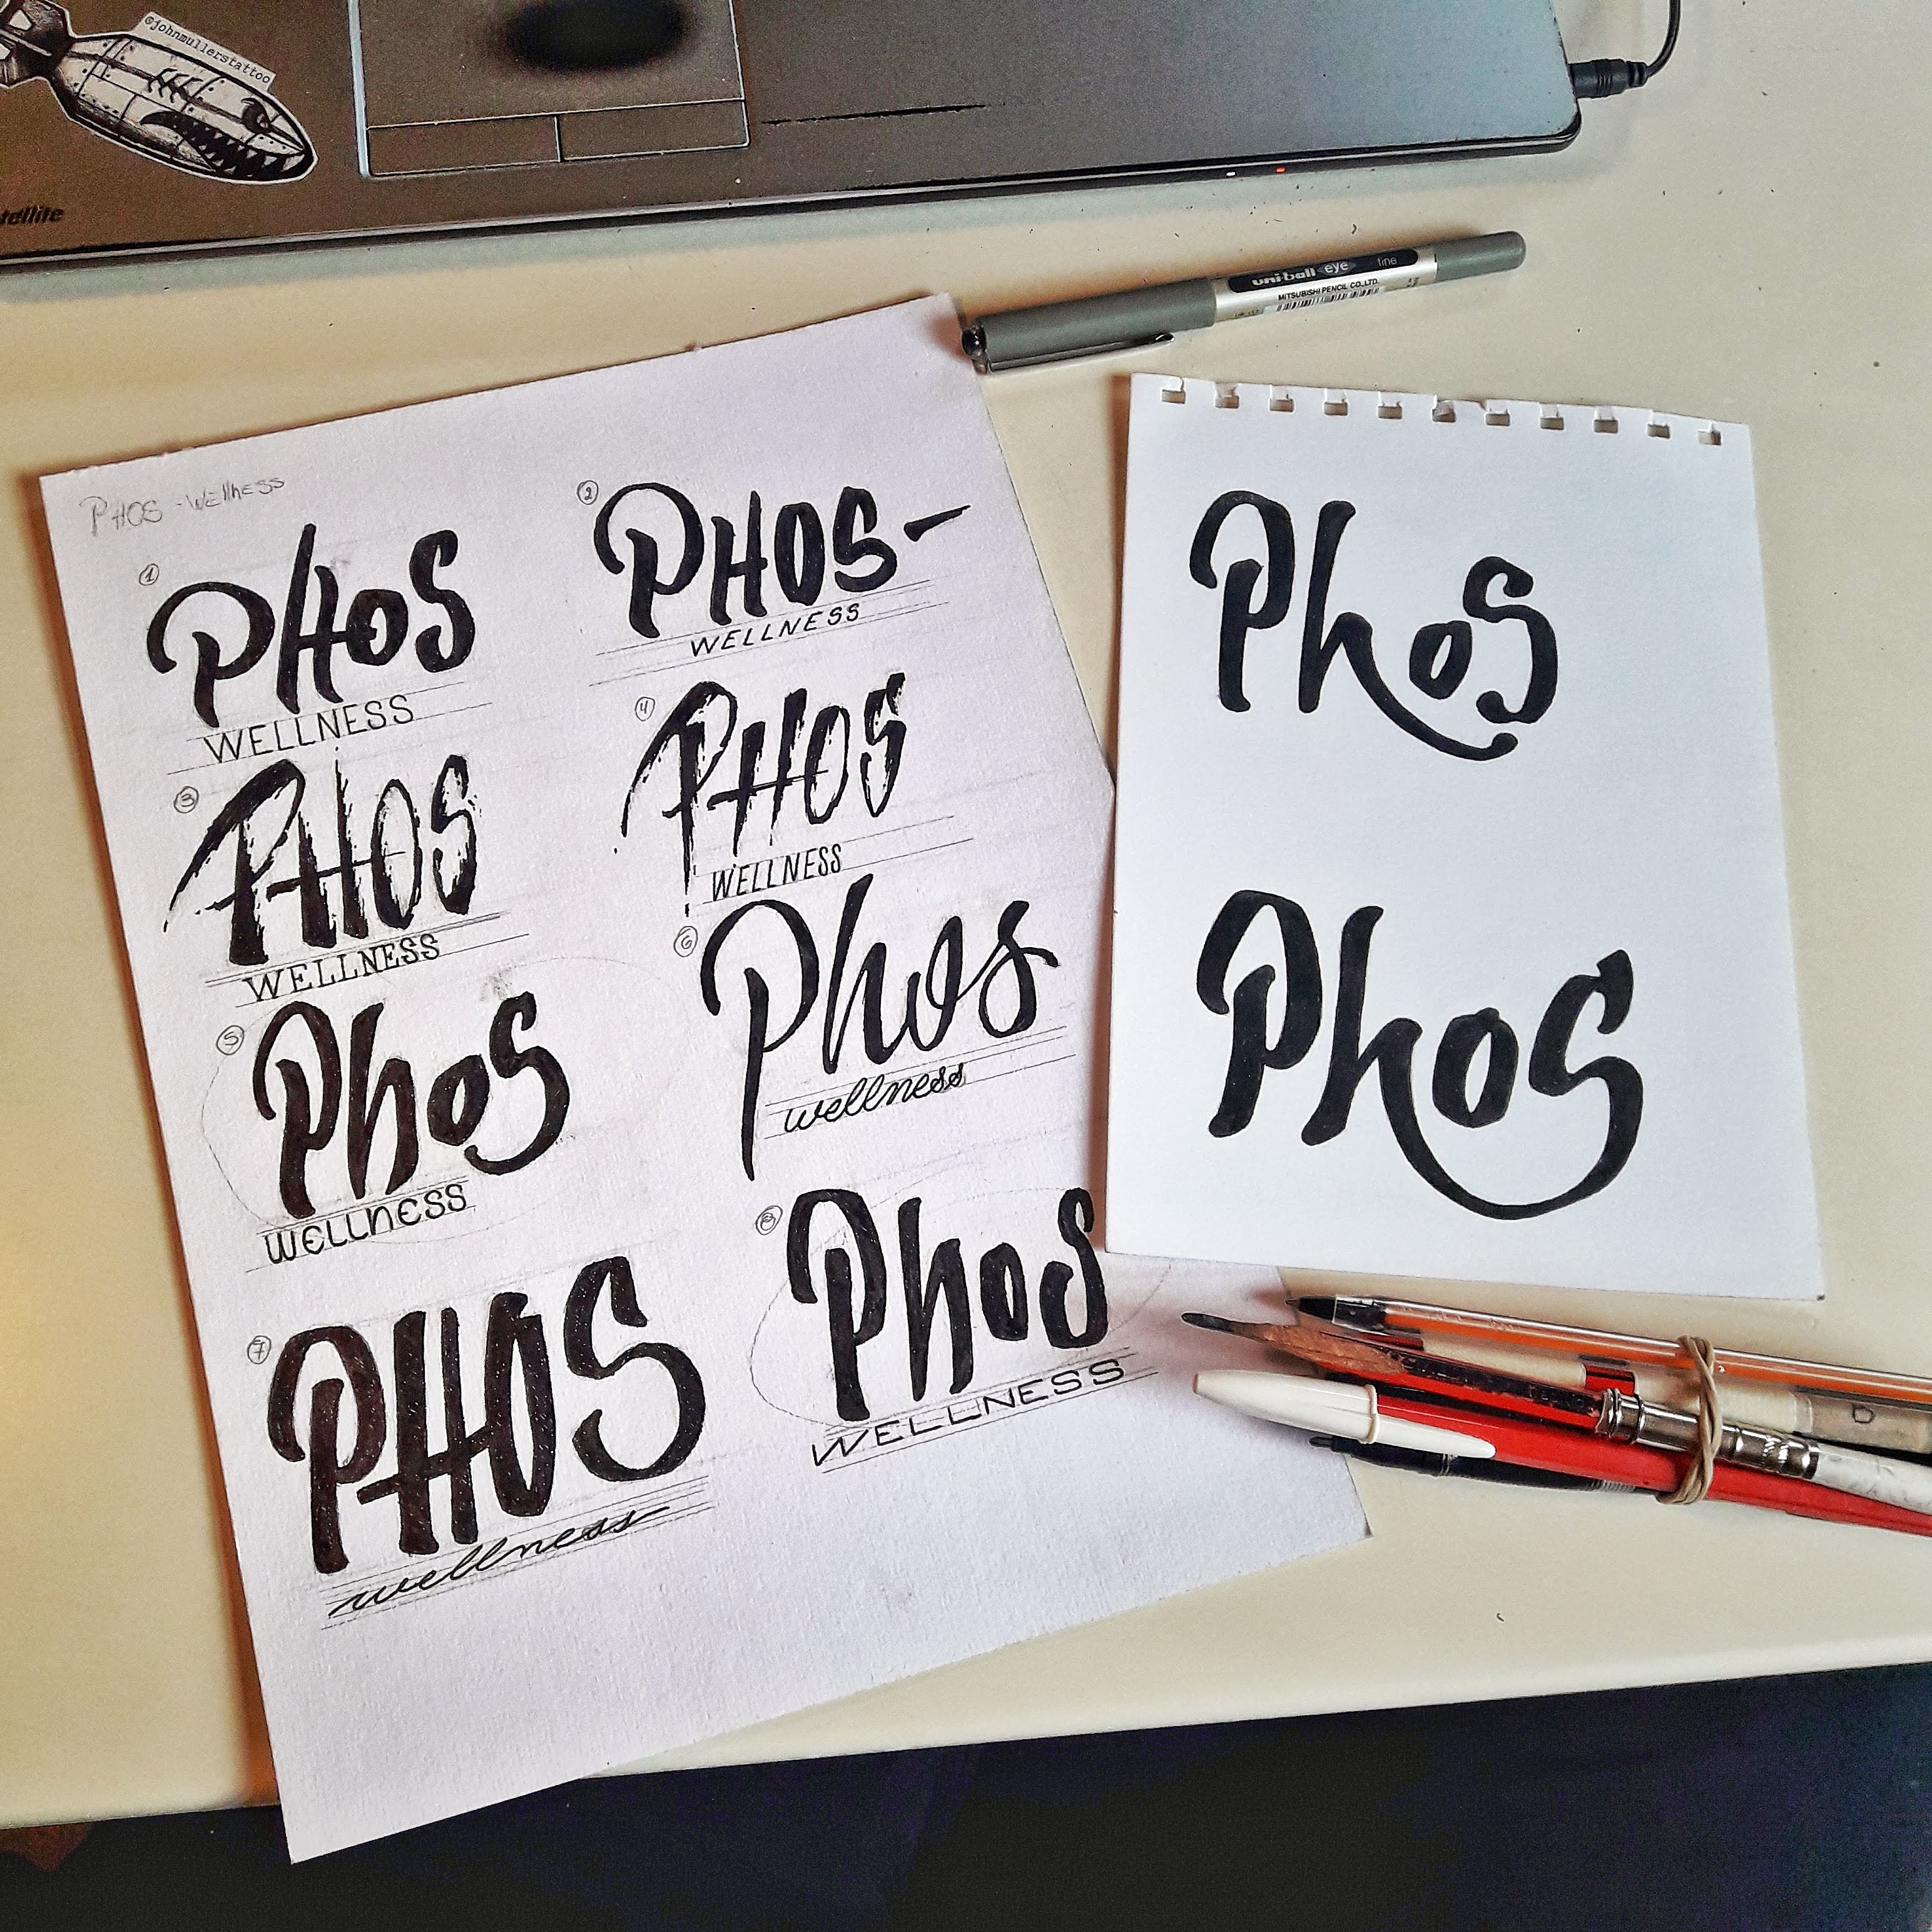 @johnmullerstattoo
tellite
uni-ball eye fine
MITSUBISHI PENCIL CO.,LTD.
PHOS - WELLNESS
1
PHOS
WELLNESS
2
PHOS-
WELLNESS
3
PHOS
WELLNESS
4
PHOS
WELLNESS
5
PhoS
WELLnESS
6
Phos
wellness
7
PHOS
wellness
8
PhoS
WELLNESS
PhoS
PhoS